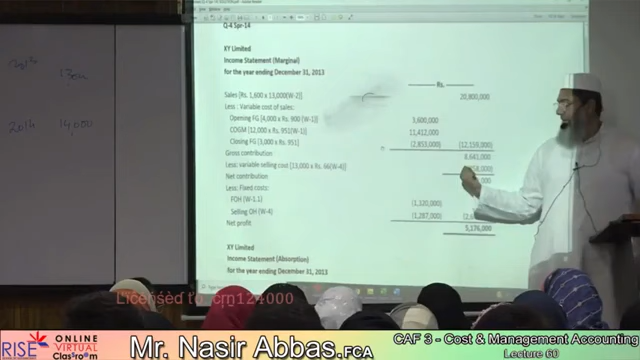 Q-4 Spr-14
XY Limited
Income Statement (Marginal)
for the year ending December 31, 2013
Rs.
Sales [Rs. 1,600 x 13,000(W-2)] 20,800,000
Less : Variable cost of sales:
Opening FG [4,000 x Rs. 900 (W-1)] 3,600,000
COGM [12,000 x Rs. 951(W-1)] 11,412,000
Closing FG [3,000 x Rs. 951] (2,853,000) (12,159,000)
Gross contribution 8,641,000
Less: variable selling cost [13,000 x Rs. 66(W-4)]
Net contribution
Less: Fixed costs:
FOH (W-1.1) (1,320,000)
Selling OH (W-4) (1,287,000)
Net profit 5,176,000
XY Limited
Income Statement (Absorption)
for the year ending December 31, 2013
2014 14,000
Licensed to: cm124000
RISE ONLINE VIRTUAL Classroom
Mr. Nasir Abbas.FCA
CAF 3 - Cost & Management Accounting
Lecture 60